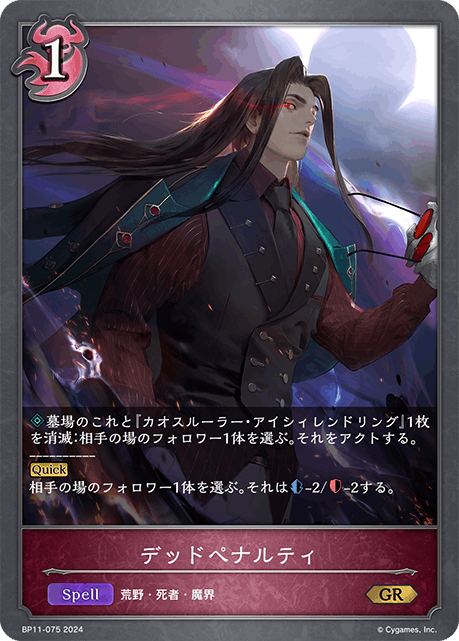 1
墓場のこれと『カオスルーラー・アイシィレンドリング』1枚
を消滅:相手の場のフォロワー1体を選ぶ。それをアクトする。
----------
Quick
相手の場のフォロワー1体を選ぶ。それは-2/-2する。
デッドペナルティ
Spell 荒野・死者・魔界 GR
BP11-075 2024 © Cygames, Inc.